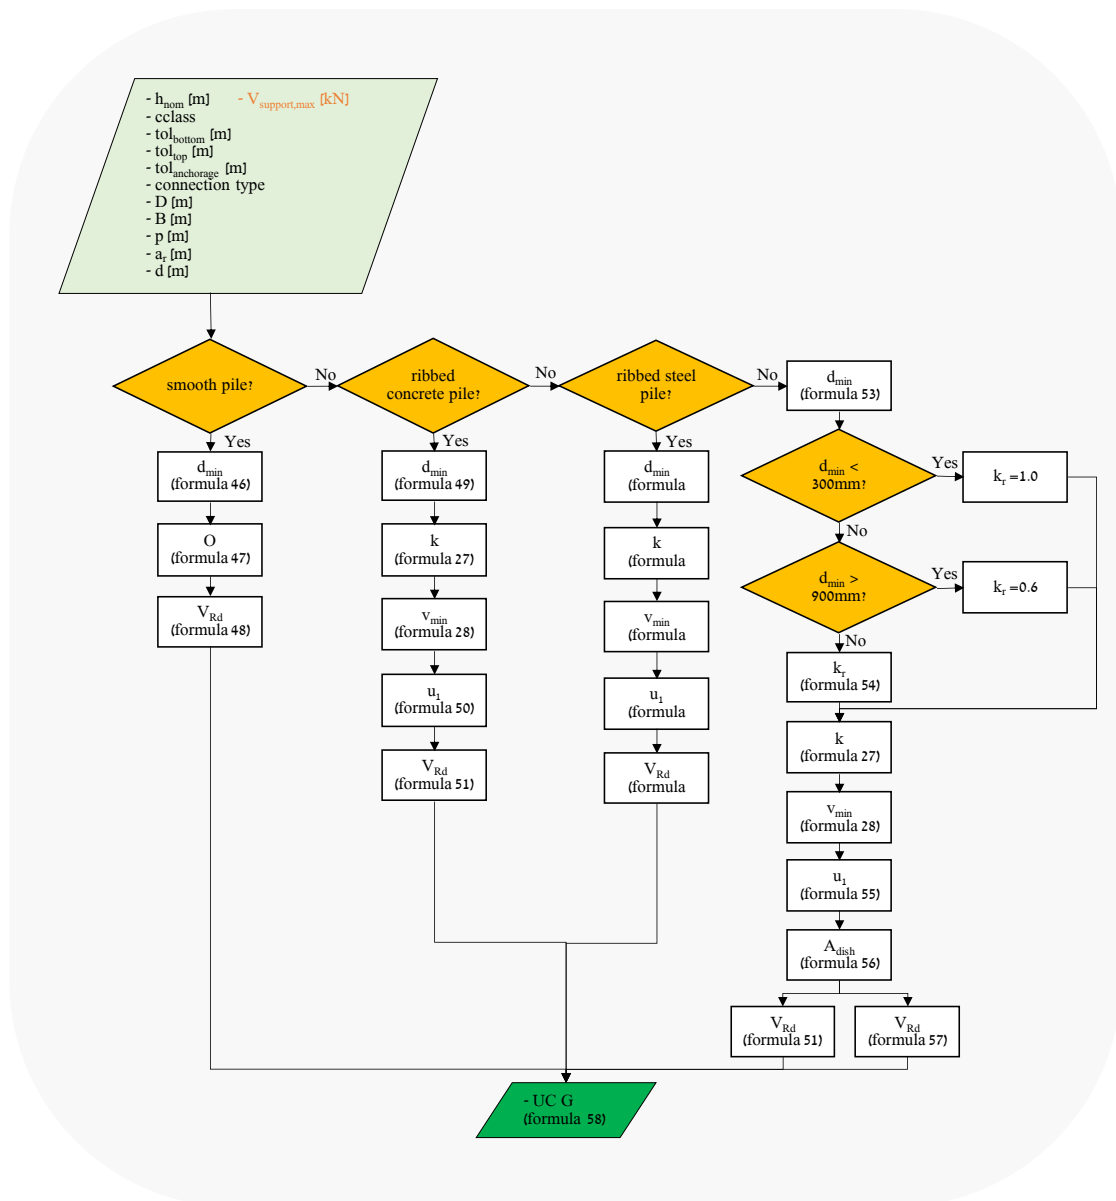 - h_nom [m] - V_support,max [kN]
- cclass
- tol_bottom [m]
- tol_top [m]
- tol_anchorage [m]
- connection type
- D [m]
- B [m]
- p [m]
- a_r [m]
- d [m]
smooth pile?
No
ribbed
concrete pile?
No
ribbed steel
pile?
No
d_min
(formula 53)
Yes
d_min
(formula 46)
O
(formula 47)
V_Rd
(formula 48)
Yes
d_min
(formula 49)
k
(formula 27)
v_min
(formula 28)
u_1
(formula 50)
V_Rd
(formula 51)
Yes
d_min
(formula
k
(formula
v_min
(formula
u_1
(formula
V_Rd
(formula
d_min <
300mm?
Yes
k_r =1.0
No
d_min >
900mm?
Yes
k_r =0.6
No
k_r
(formula 54)
k
(formula 27)
v_min
(formula 28)
u_1
(formula 55)
A_dish
(formula 56)
V_Rd
(formula 51)
V_Rd
(formula 57)
- UC G
(formula 58)